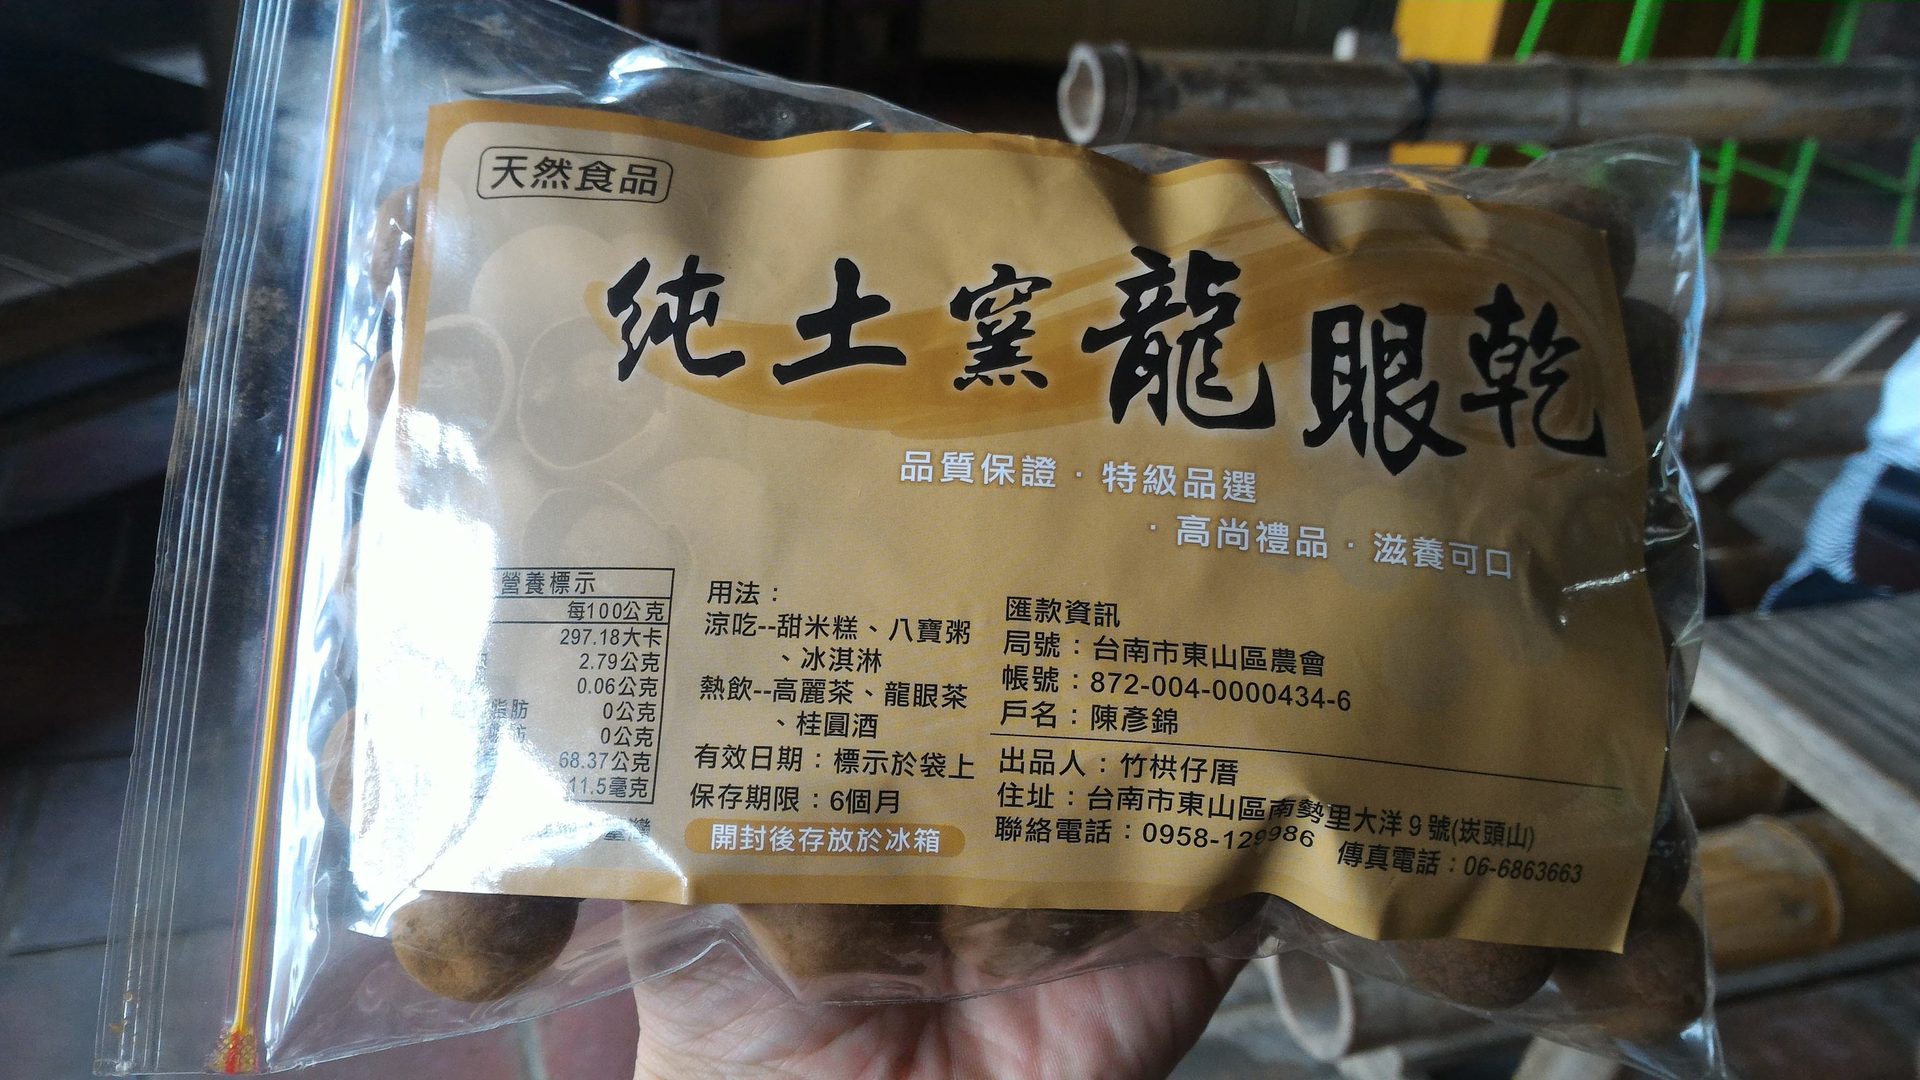 天然食品
純土窯龍眼乾
品質保證．特級品選
．高尚禮品．滋養可口
營養標示
每100公克
297.18大卡
2.79公克
0.06公克
脂肪 0公克
0公克
68.37公克
11.5毫克
用法：
涼吃--甜米糕、八寶粥
、冰淇淋
熱飲--高麗茶、龍眼茶
、桂圓酒
有效日期：標示於袋上
保存期限：6個月
開封後存放於冰箱
匯款資訊
局號：台南市東山區農會
帳號：872-004-0000434-6
戶名：陳彥錦
出品人：竹栱仔厝
住址：台南市東山區南勢里大洋9號(崁頭山)
聯絡電話：0958-129986
傳真電話：06-6863663